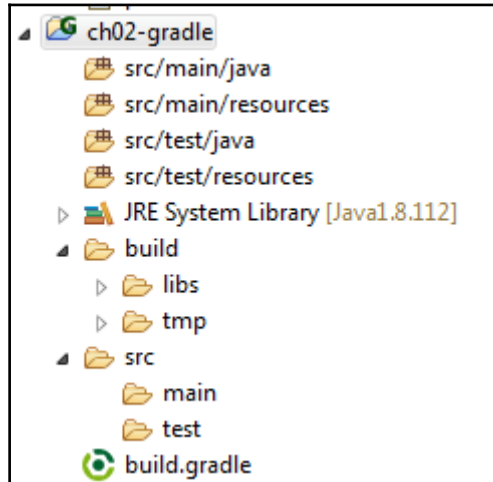 ch02-gradle
src/main/java
src/main/resources
src/test/java
src/test/resources
JRE System Library [Java1.8.112]
build
libs
tmp
src
main
test
build.gradle